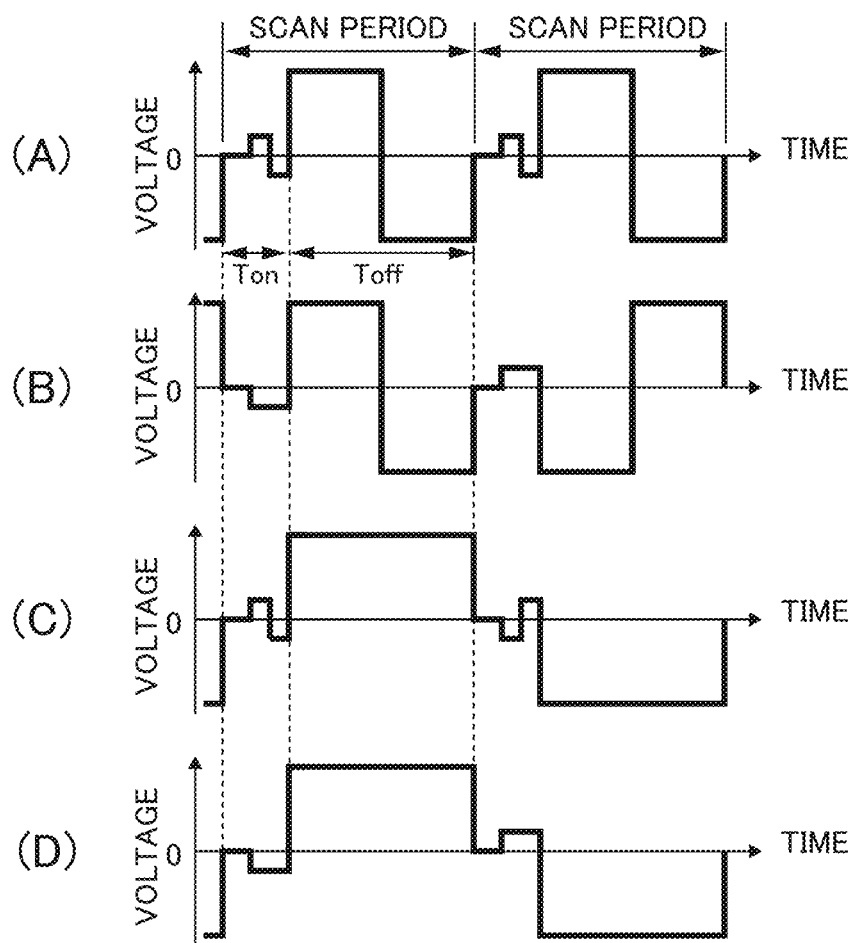 SCAN PERIOD SCAN PERIOD
(A) VOLTAGE 0 TIME
Ton Toff
(B) VOLTAGE 0 TIME
(C) VOLTAGE 0 TIME
(D) VOLTAGE 0 TIME